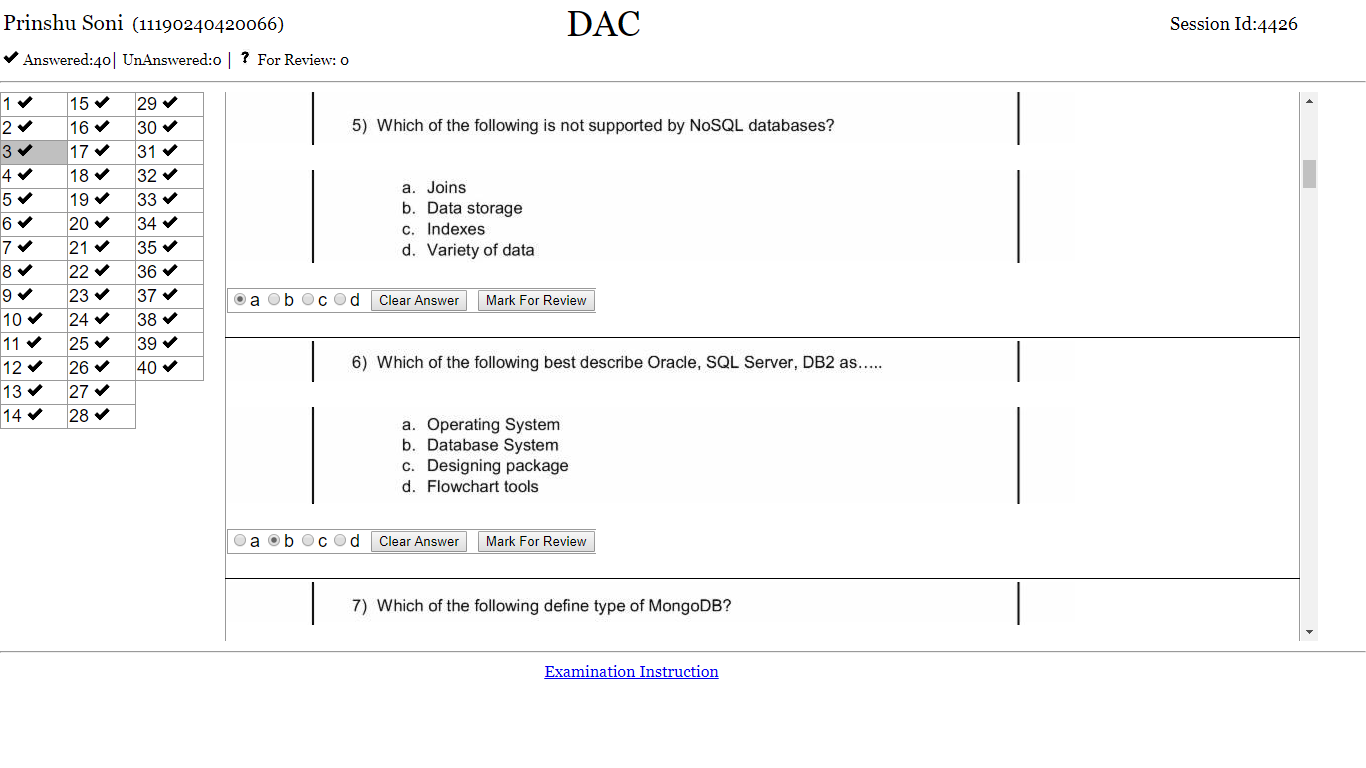 Prinshu Soni (11190240420066)
DAC
Session Id:4426
✔ Answered:40| UnAnswered:0 | ? For Review: 0
1 ✔ 15 ✔ 29 ✔
2 ✔ 16 ✔ 30 ✔
3 ✔ 17 ✔ 31 ✔
4 ✔ 18 ✔ 32 ✔
5 ✔ 19 ✔ 33 ✔
6 ✔ 20 ✔ 34 ✔
7 ✔ 21 ✔ 35 ✔
8 ✔ 22 ✔ 36 ✔
9 ✔ 23 ✔ 37 ✔
10 ✔ 24 ✔ 38 ✔
11 ✔ 25 ✔ 39 ✔
12 ✔ 26 ✔ 40 ✔
13 ✔ 27 ✔
14 ✔ 28 ✔
5) Which of the following is not supported by NoSQL databases?
a. Joins
b. Data storage
c. Indexes
d. Variety of data
a b c d Clear Answer Mark For Review
6) Which of the following best describe Oracle, SQL Server, DB2 as…..
a. Operating System
b. Database System
c. Designing package
d. Flowchart tools
a b c d Clear Answer Mark For Review
7) Which of the following define type of MongoDB?
Examination Instruction